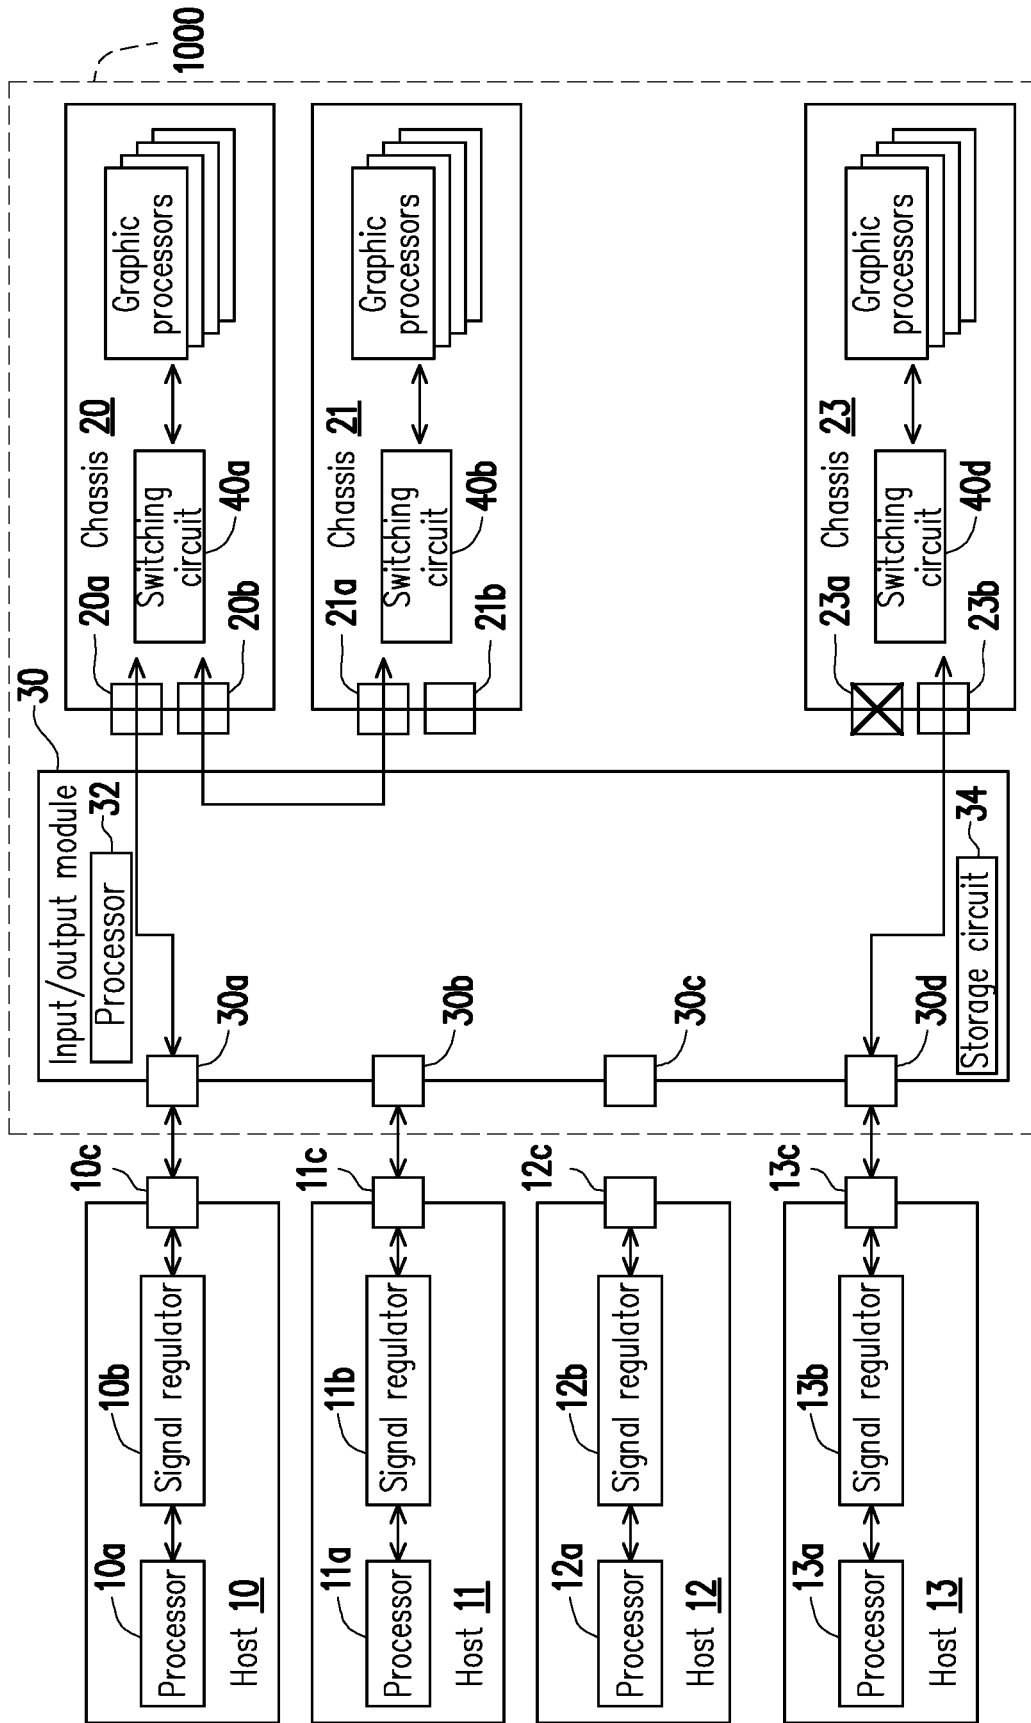 1000
30
Input/output module
Processor
32
30a
30b
30c
30d
Storage circuit
34
Chassis 20
20a
20b
Switching
circuit
40a
Graphic
processors
Chassis 21
21a
21b
Switching
circuit
40b
Graphic
processors
Chassis 23
23a
23b
Switching
circuit
40d
Graphic
processors
Host 10
10a
Processor
10b
Signal regulator
10c
Host 11
11a
Processor
11b
Signal regulator
11c
Host 12
12a
Processor
12b
Signal regulator
12c
Host 13
13a
Processor
13b
Signal regulator
13c